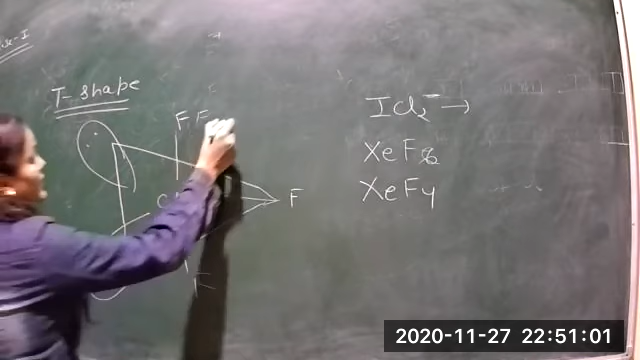 T-shape
F F
F
ICl₂⁻ →
XeF₆
XeF₄
2020-11-27 22:51:01